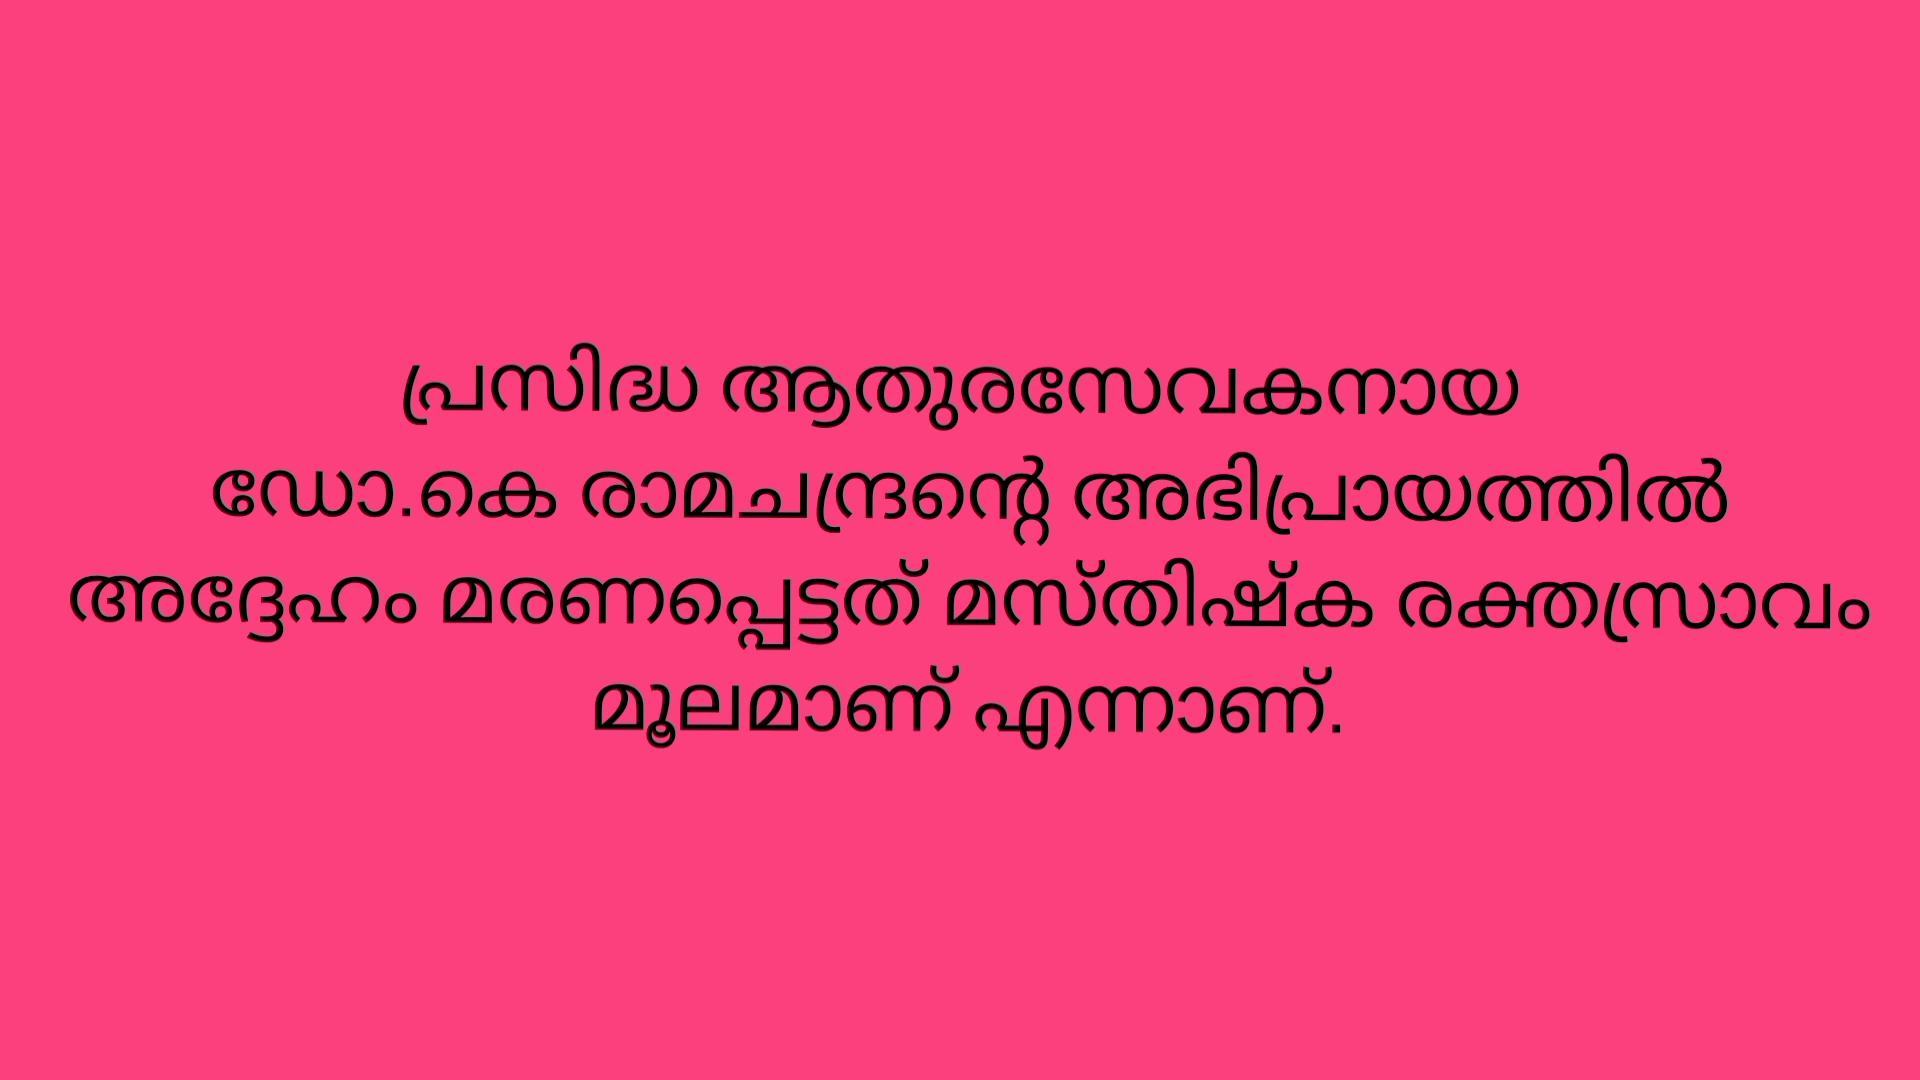 പ്രസിദ്ധ ആതുരസേവകനായ
ഡോ.കെ രാമചന്ദ്രന്റെ അഭിപ്രായത്തിൽ
അദ്ദേഹം മരണപ്പെട്ടത് മസ്തിഷ്ക രക്തസ്രാവം
മൂലമാണ് എന്നാണ്.